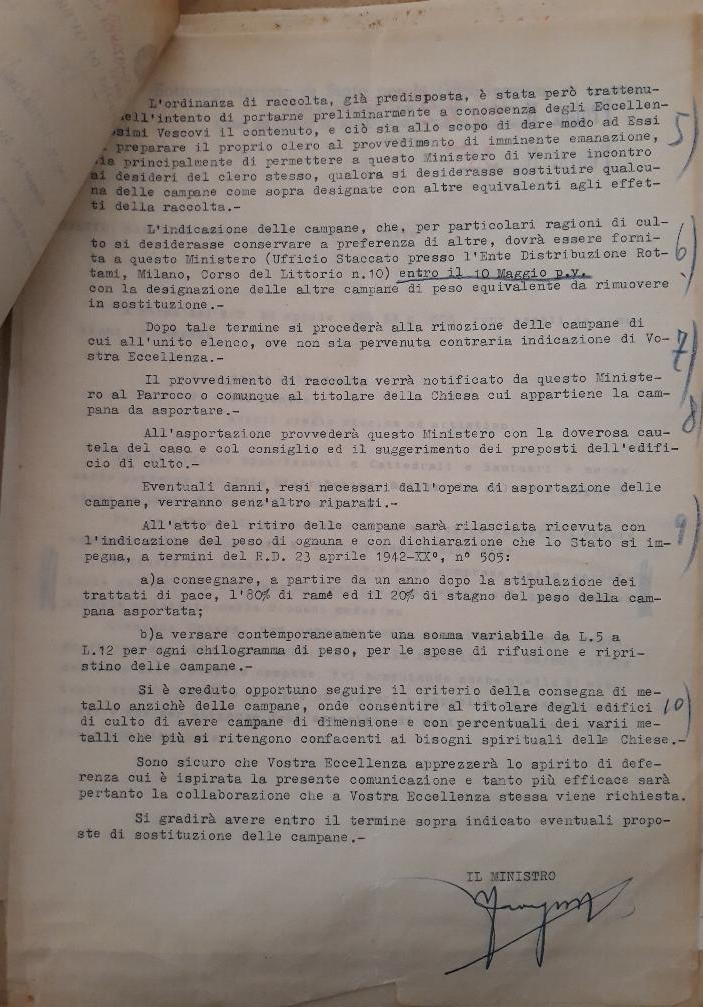 L'ordinanza di raccolta, già predisposta, è stata però trattenu-
ell'intento di portarne preliminarmente a conoscenza degli Eccellen-
simi Vescovi il contenuto, e ciò sia allo scopo di dare modo ad Essi
preparare il proprio clero al provvedimento di imminente emanazione,
ia principalmente di permettere a questo Ministero di venire incontro
ai desideri del clero stesso, qualora si desiderasse sostituire qualcu-
na delle campane come sopra designate con altre equivalenti agli effet-
ti della raccolta.-
5)
L'indicazione delle campane, che, per particolari ragioni di cul-
to si desiderasse conservare a preferenza di altre, dovrà essere forni-
ta a questo Ministero (Ufficio Staccato presso l'Ente Distribuzione Rot-
tami, Milano, Corso del Littorio n.10) entro il 10 Maggio p.v.
con la designazione delle altre campane di peso equivalente da rimuovere
in sostituzione.-
6)
Dopo tale termine si procederà alla rimozione delle campane di
cui all'unito elenco, ove non sia pervenuta contraria indicazione di Vo-
stra Eccellenza.-
7)
Il provvedimento di raccolta verrà notificato da questo Ministe-
ro al Parroco o comunque al titolare della Chiesa cui appartiene la cam-
pana da asportare.-
8)
All'asportazione provvederà questo Ministero con la doverosa cau-
tela del caso e col consiglio ed il suggerimento dei preposti dell'edifi-
cio di culto.-
Eventuali danni, resi necessari dall'opera di asportazione delle
campane, verranno senz'altro riparati.-
All'atto del ritiro delle campane sarà rilasciata ricevuta con
l'indicazione del peso di ognuna e con dichiarazione che lo Stato si im-
pegna, a termini del R.D. 23 aprile 1942-XX°, n° 505:
9)
a)a consegnare, a partire da un anno dopo la stipulazione dei
trattati di pace, l'80% di rame ed il 20% di stagno del peso della cam-
pana asportata;
b)a versare contemporaneamente una somma variabile da L.5 a
L.12 per ogni chilogramma di peso, per le spese di rifusione e ripri-
stino delle campane.-
Si è creduto opportuno seguire il criterio della consegna di me-
tallo anzichè delle campane, onde consentire al titolare degli edifici
di culto di avere campane di dimensione e con percentuali dei varii me-
talli che più si ritengono confacenti ai bisogni spirituali delle Chiese.-
10)
Sono sicuro che Vostra Eccellenza apprezzerà lo spirito di defe-
renza cui è ispirata la presente comunicazione e tanto più efficace sarà
pertanto la collaborazione che a Vostra Eccellenza stessa viene richiesta.
Si gradirà avere entro il termine sopra indicato eventuali propo-
ste di sostituzione delle campane.-
IL MINISTRO